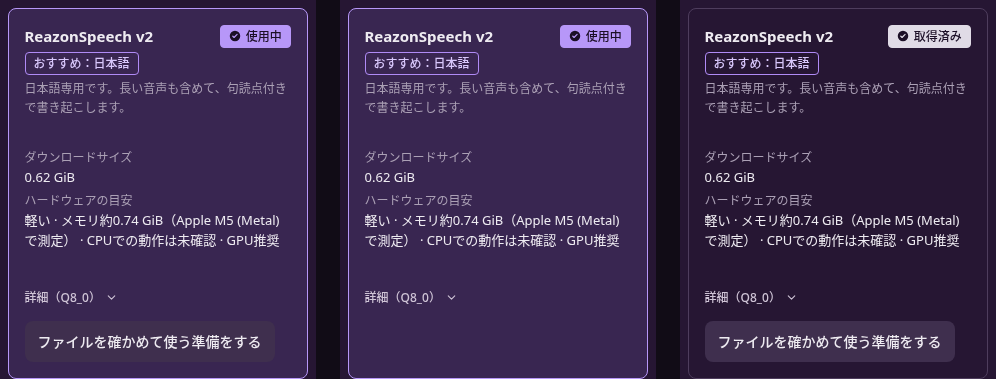 ReazonSpeech v2
使用中
おすすめ：日本語
日本語専用です。長い音声も含めて、句読点付き
で書き起こします。
ダウンロードサイズ
0.62 GiB
ハードウェアの目安
軽い · メモリ約0.74 GiB（Apple M5 (Metal)
で測定） · CPUでの動作は未確認 · GPU推奨
詳細（Q8_0）
ファイルを確かめて使う準備をする
ReazonSpeech v2
使用中
おすすめ：日本語
日本語専用です。長い音声も含めて、句読点付き
で書き起こします。
ダウンロードサイズ
0.62 GiB
ハードウェアの目安
軽い · メモリ約0.74 GiB（Apple M5 (Metal)
で測定） · CPUでの動作は未確認 · GPU推奨
詳細（Q8_0）
ReazonSpeech v2
取得済み
おすすめ：日本語
日本語専用です。長い音声も含めて、句読点付き
で書き起こします。
ダウンロードサイズ
0.62 GiB
ハードウェアの目安
軽い · メモリ約0.74 GiB（Apple M5 (Metal)
で測定） · CPUでの動作は未確認 · GPU推奨
詳細（Q8_0）
ファイルを確かめて使う準備をする